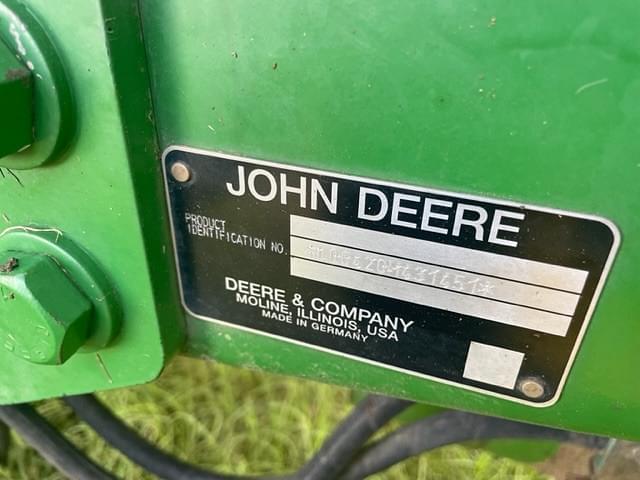 JOHN DEERE
PRODUCT
IDENTIFICATION NO.
DEERE & COMPANY
MOLINE, ILLINOIS, USA
MADE IN GERMANY